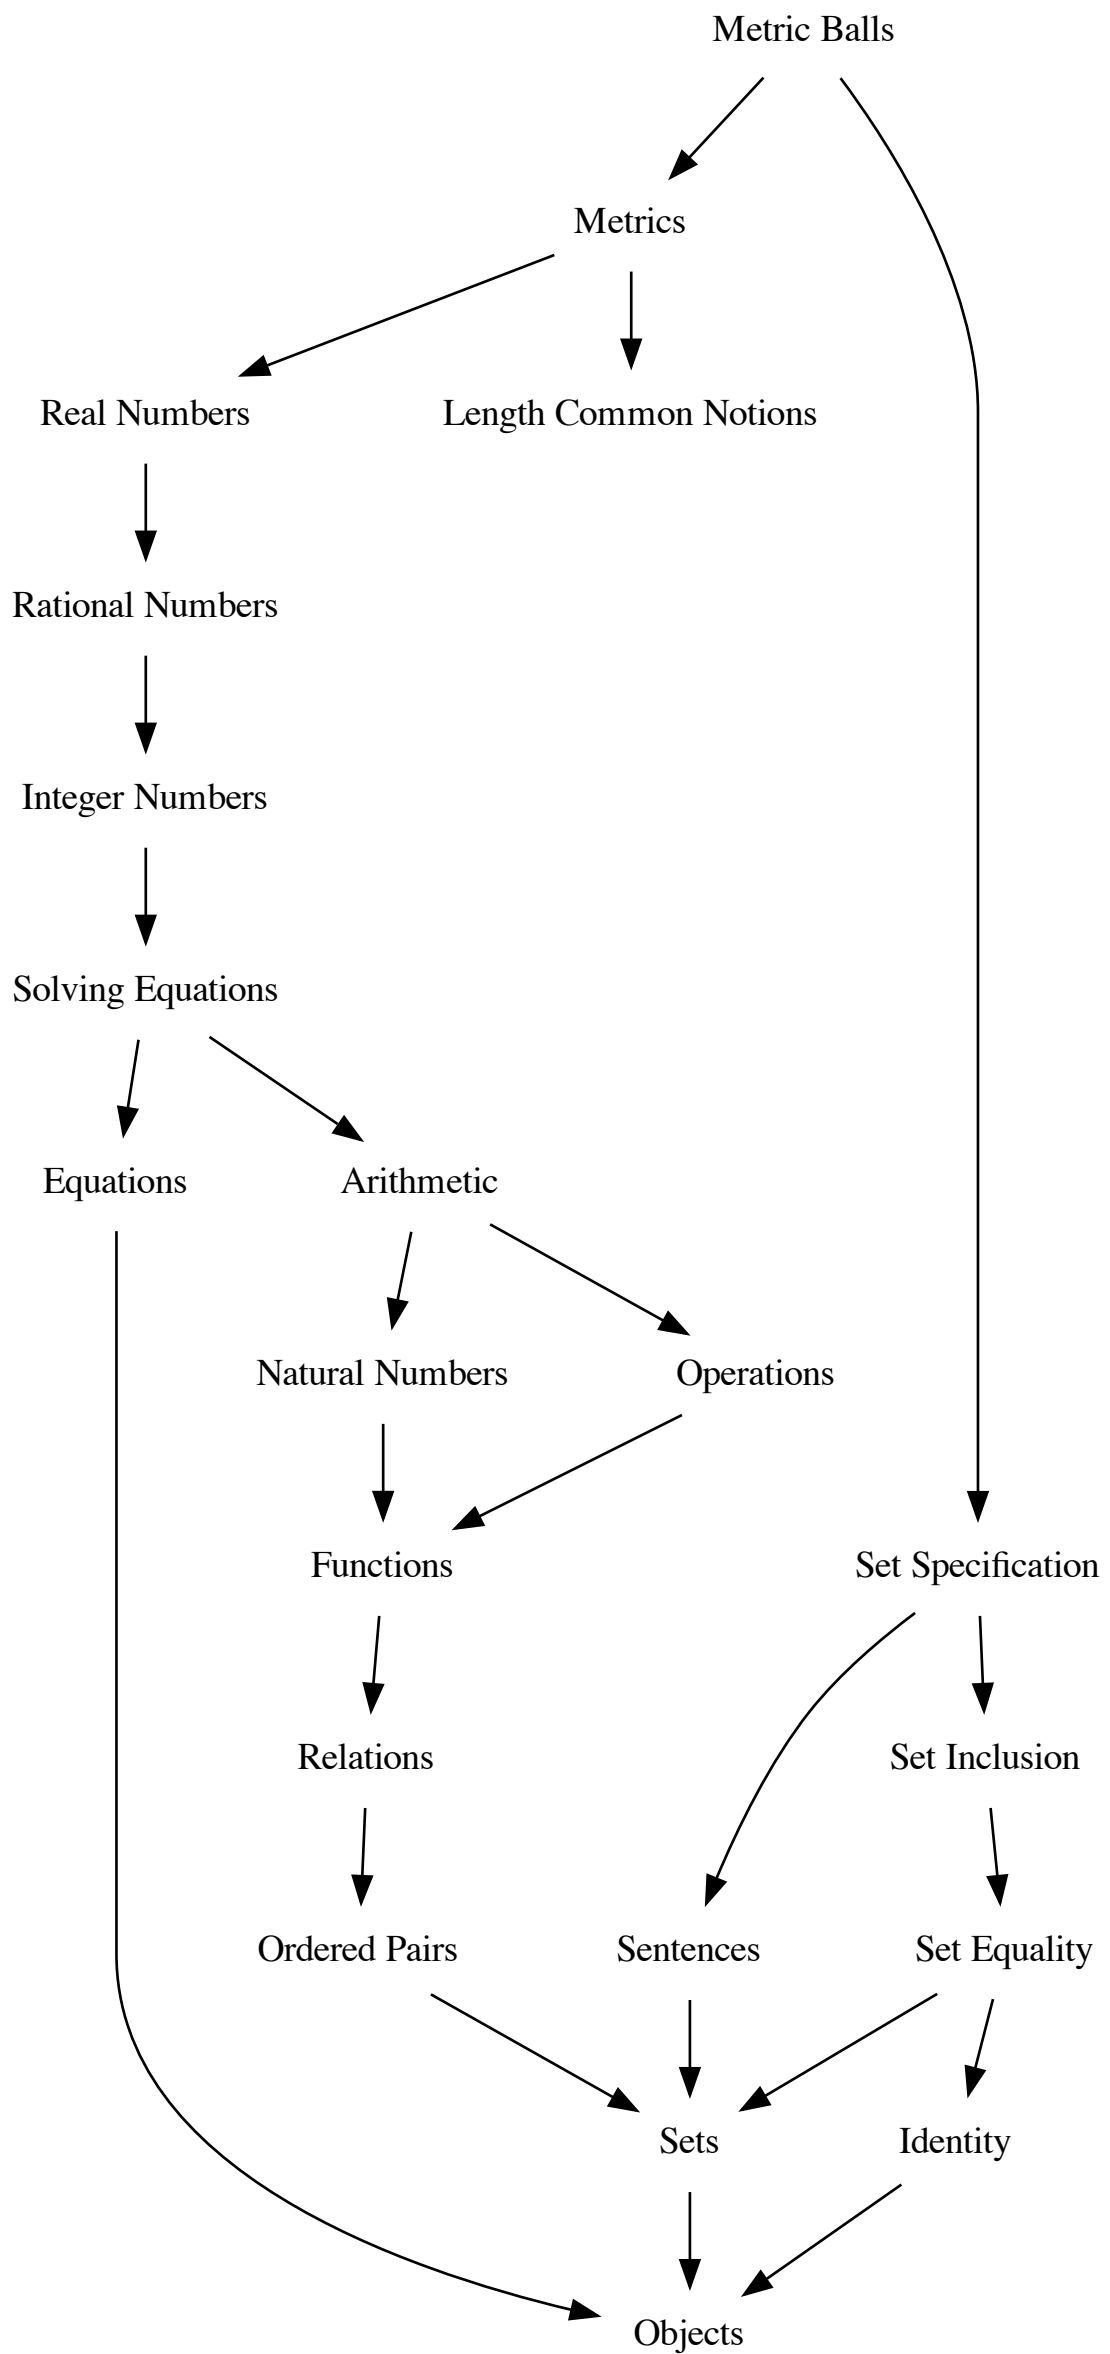 Metric Balls
Metrics
Real Numbers
Length Common Notions
Rational Numbers
Integer Numbers
Solving Equations
Equations
Arithmetic
Natural Numbers
Operations
Functions
Set Specification
Relations
Set Inclusion
Ordered Pairs
Sentences
Set Equality
Sets
Identity
Objects